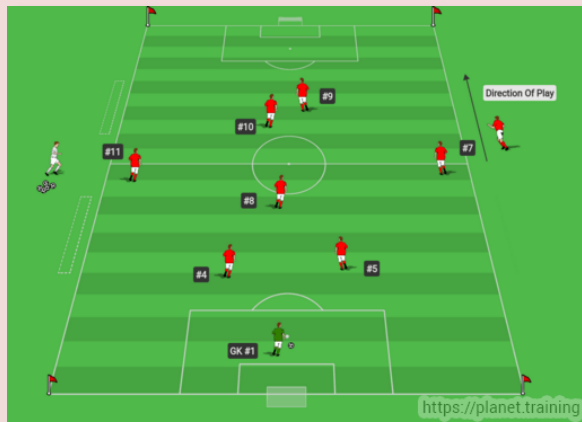 Direction Of Play
#9
#10
#11
#7
#8
#4
#5
GK #1
https://planet.training